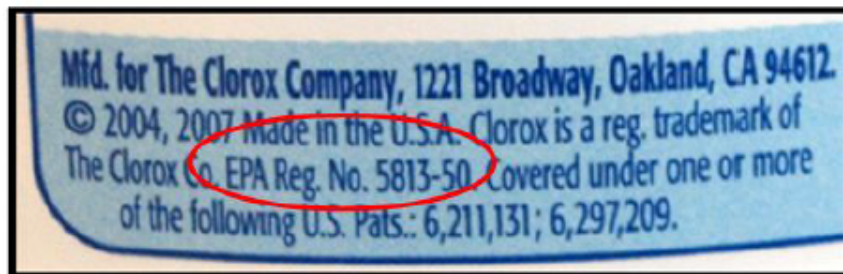 Mfd. for The Clorox Company, 1221 Broadway, Oakland, CA 94612.
© 2004, 2007 Made in the U.S.A. Clorox is a reg. trademark of
The Clorox Co. EPA Reg. No. 5813-50. Covered under one or more
of the following U.S. Pats.: 6,211,131; 6,297,209.